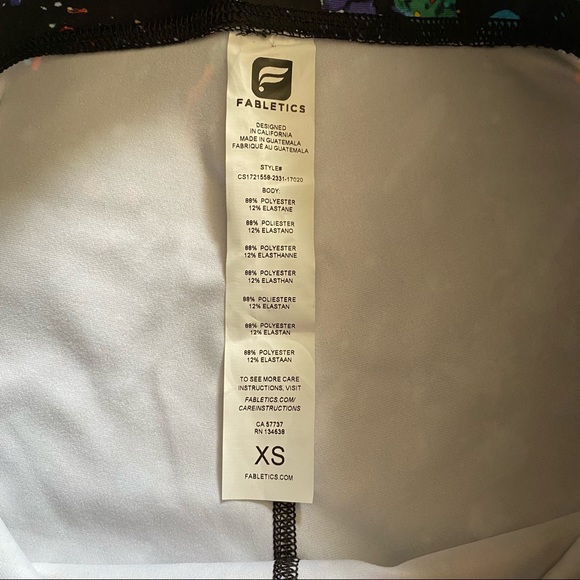 FABLETICS
DESIGNED
IN CALIFORNIA
MADE IN GUATEMALA
FABRIQUÉ AU GUATEMALA
STYLE#
CS1721558-2331-17020
BODY:
88% POLYESTER
12% ELASTANE
88% POLIESTER
12% ELASTANO
88% POLYESTER
12% ELASTHANNE
88% POLYESTER
12% ELASTHAN
88% POLIESTERE
12% ELASTAN
88% POLYESTER
12% ELASTAN
88% POLYESTER
12% ELASTAAN
TO SEE MORE CARE
INSTRUCTIONS, VISIT
FABLETICS.COM/
CAREINSTRUCTIONS
CA 57737
RN 134638
XS
FABLETICS.COM